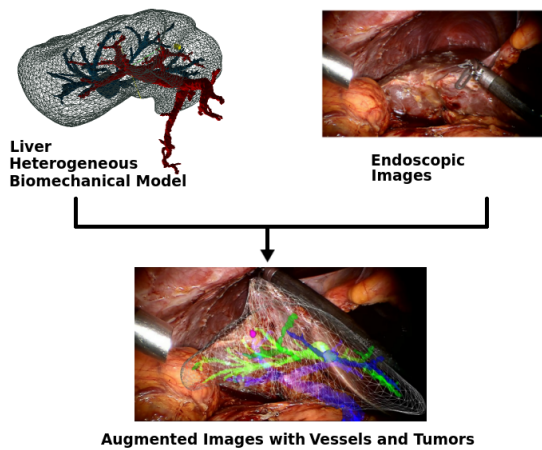 Liver
Heterogeneous
Biomechanical Model
Endoscopic
Images
Augmented Images with Vessels and Tumors